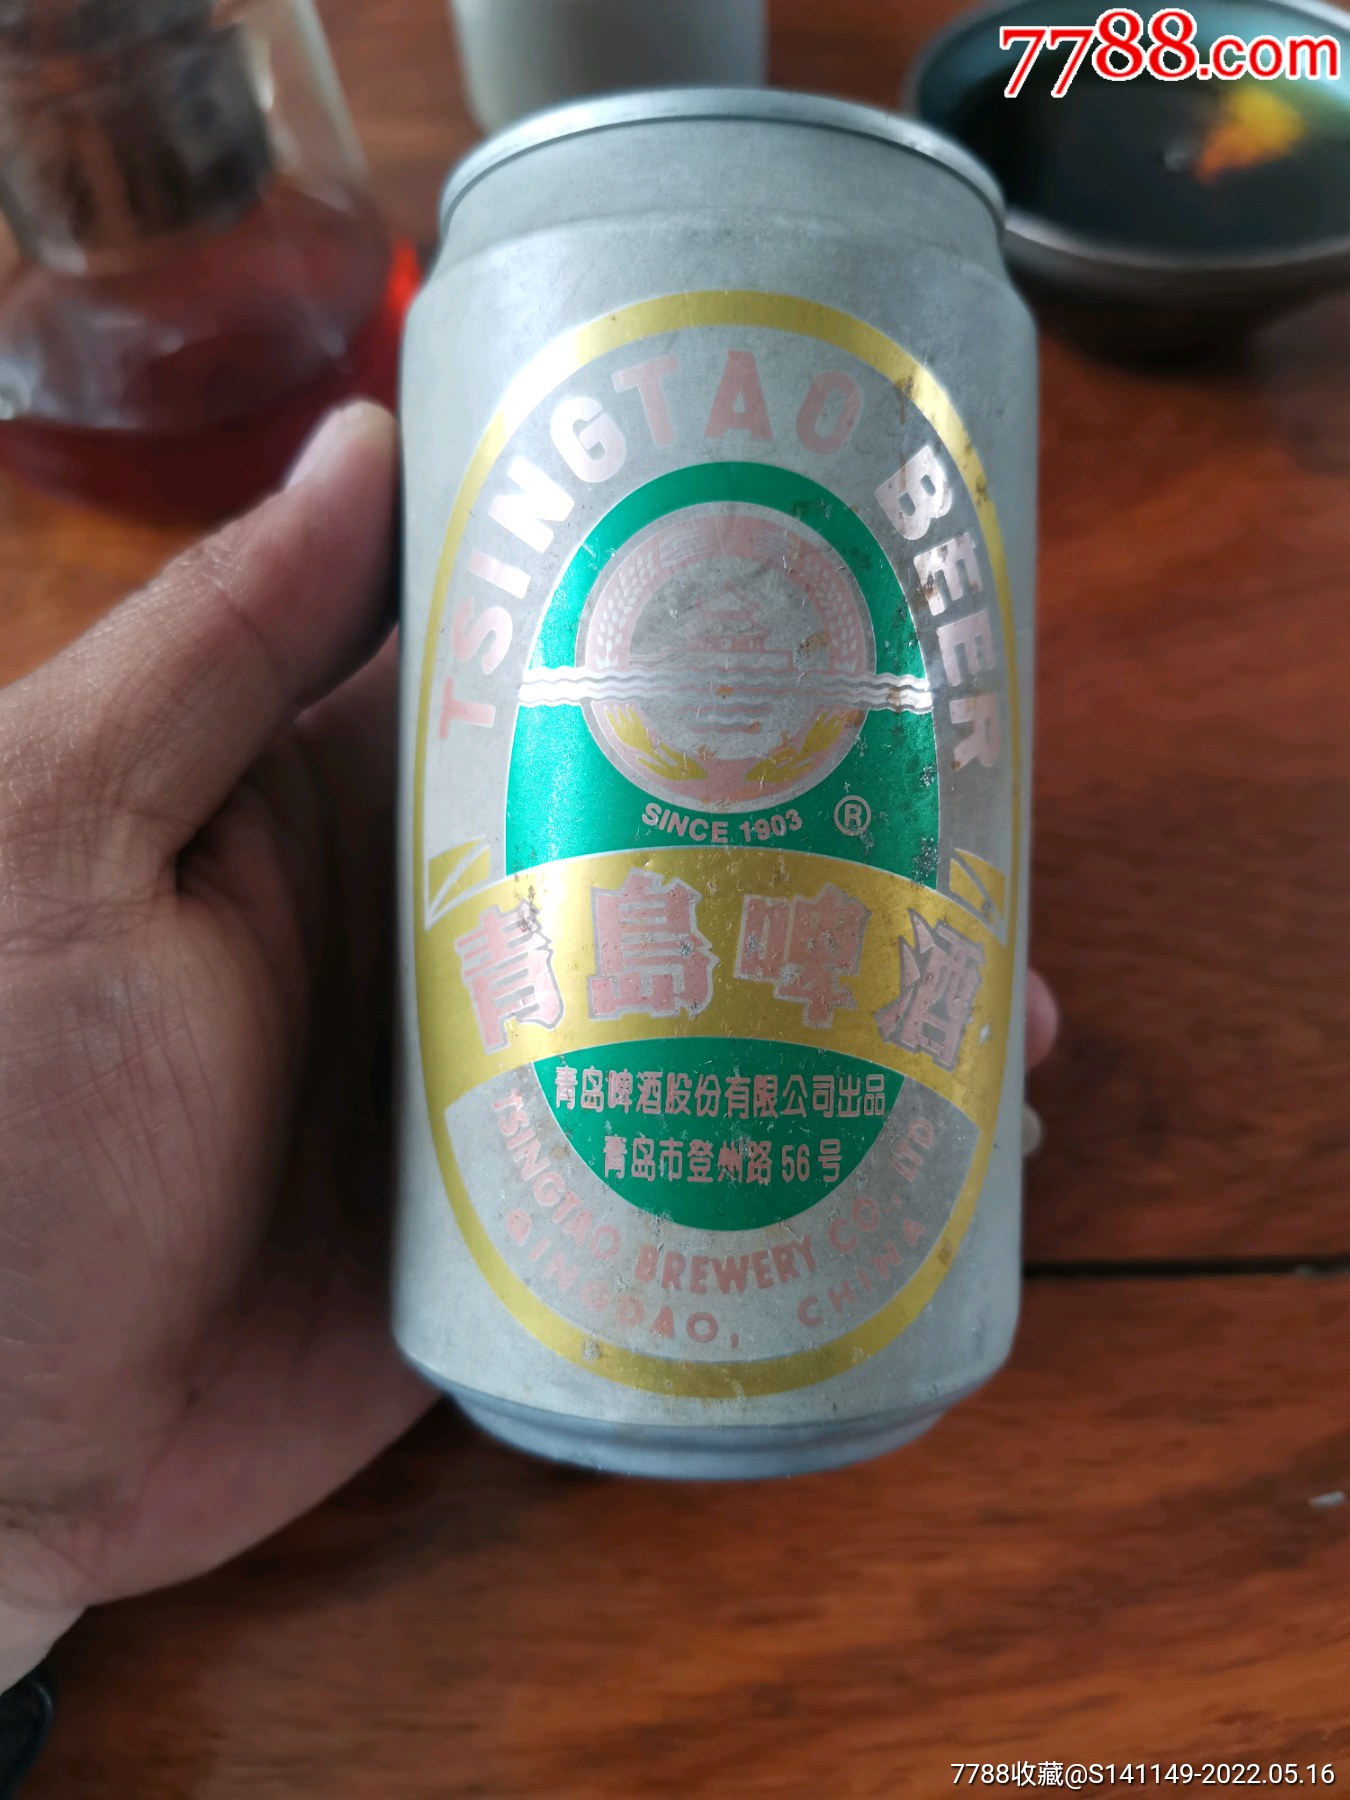 7788.com
TSINGTAO BEER
SINCE 1903 ®
青島啤酒
青岛啤酒股份有限公司出品
青岛市登州路56号
TSINGTAO BREWERY CO., LTD.
QINGDAO, CHINA
7788收藏@S141149-2022.05.16